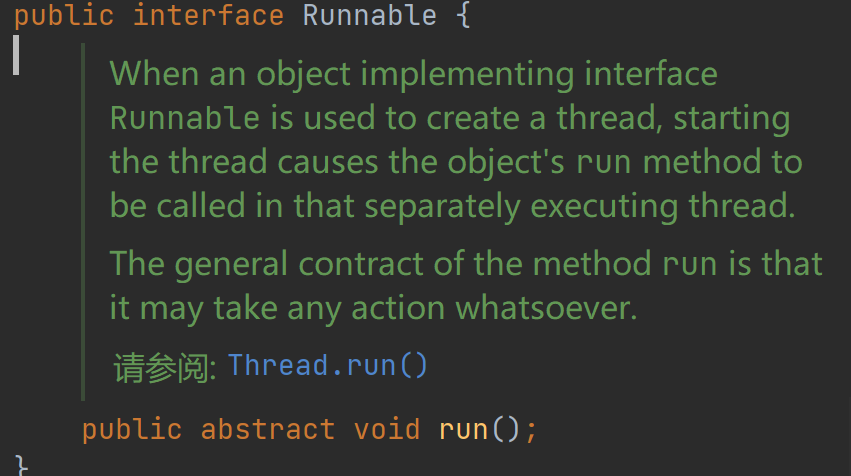 public interface Runnable {
When an object implementing interface
Runnable is used to create a thread, starting
the thread causes the object's run method to
be called in that separately executing thread.
The general contract of the method run is that
it may take any action whatsoever.
请参阅: Thread.run()
public abstract void run();
}